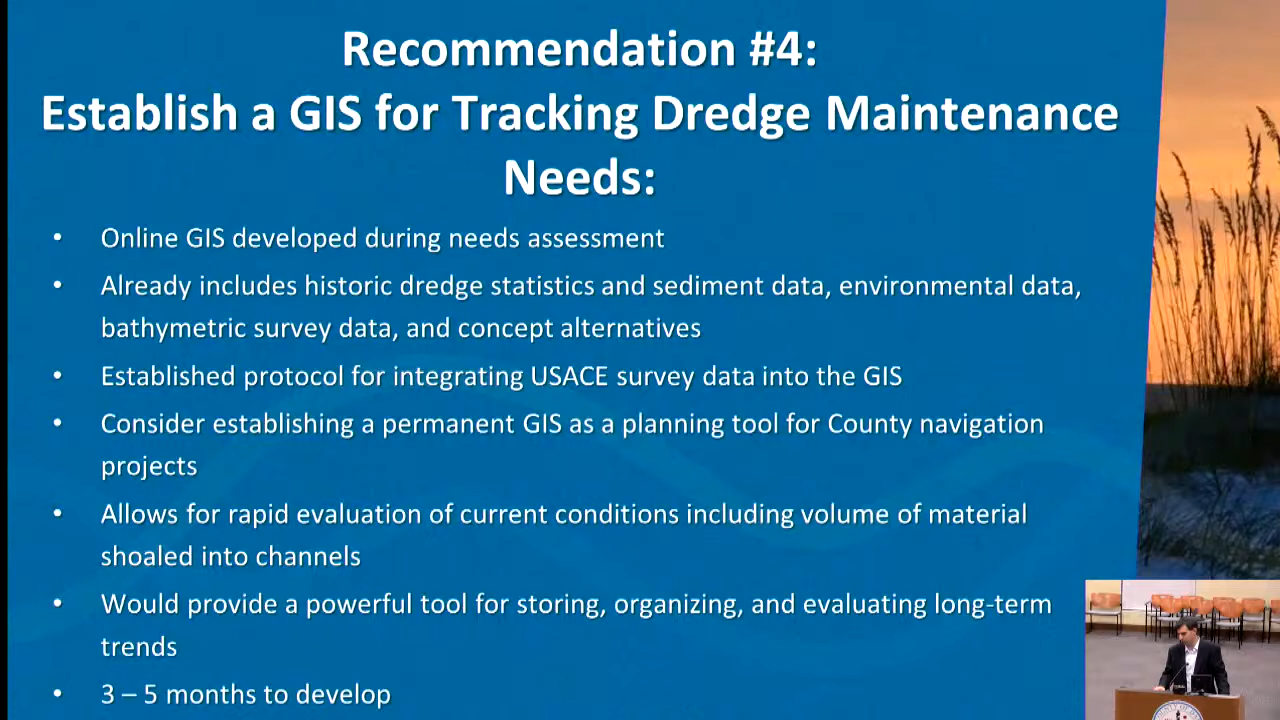 Recommendation #4:
Establish a GIS for Tracking Dredge Maintenance
Needs:
• Online GIS developed during needs assessment
• Already includes historic dredge statistics and sediment data, environmental data,
bathymetric survey data, and concept alternatives
• Established protocol for integrating USACE survey data into the GIS
• Consider establishing a permanent GIS as a planning tool for County navigation
projects
• Allows for rapid evaluation of current conditions including volume of material
shoaled into channels
• Would provide a powerful tool for storing, organizing, and evaluating long-term
trends
• 3 – 5 months to develop